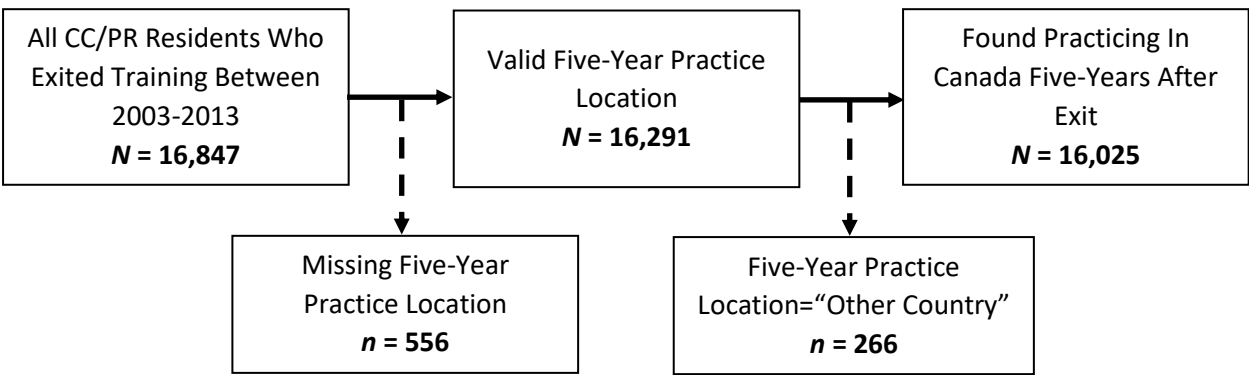 All CC/PR Residents Who
Exited Training Between
2003-2013
N = 16,847
Valid Five-Year Practice
Location
N = 16,291
Found Practicing In
Canada Five-Years After
Exit
N = 16,025
Missing Five-Year
Practice Location
n = 556
Five-Year Practice
Location=“Other Country”
n = 266